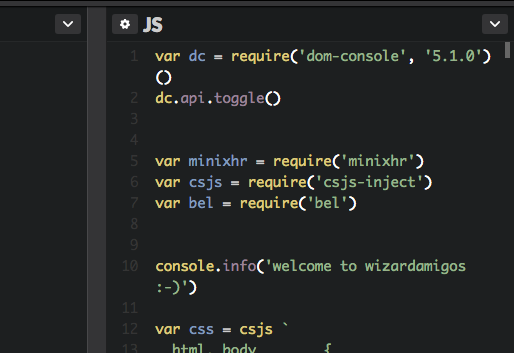 JS
1 var dc = require('dom-console', '5.1.0')
()
2 dc.api.toggle()
3
4
5 var minixhr = require('minixhr')
6 var csjs = require('csjs-inject')
7 var bel = require('bel')
8
9
10 console.info('welcome to wizardamigos
:-)')
11
12 var css = csjs `
13 html, body {